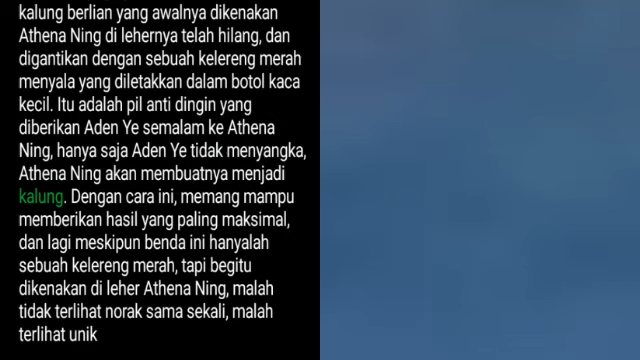 kalung berlian yang awalnya dikenakan
Athena Ning di lehernya telah hilang, dan
digantikan dengan sebuah kelereng merah
menyala yang diletakkan dalam botol kaca
kecil. Itu adalah pil anti dingin yang
diberikan Aden Ye semalam ke Athena
Ning, hanya saja Aden Ye tidak menyangka,
Athena Ning akan membuatnya menjadi
kalung. Dengan cara ini, memang mampu
memberikan hasil yang paling maksimal,
dan lagi meskipun benda ini hanyalah
sebuah kelereng merah, tapi begitu
dikenakan di leher Athena Ning, malah
tidak terlihat norak sama sekali, malah
terlihat unik